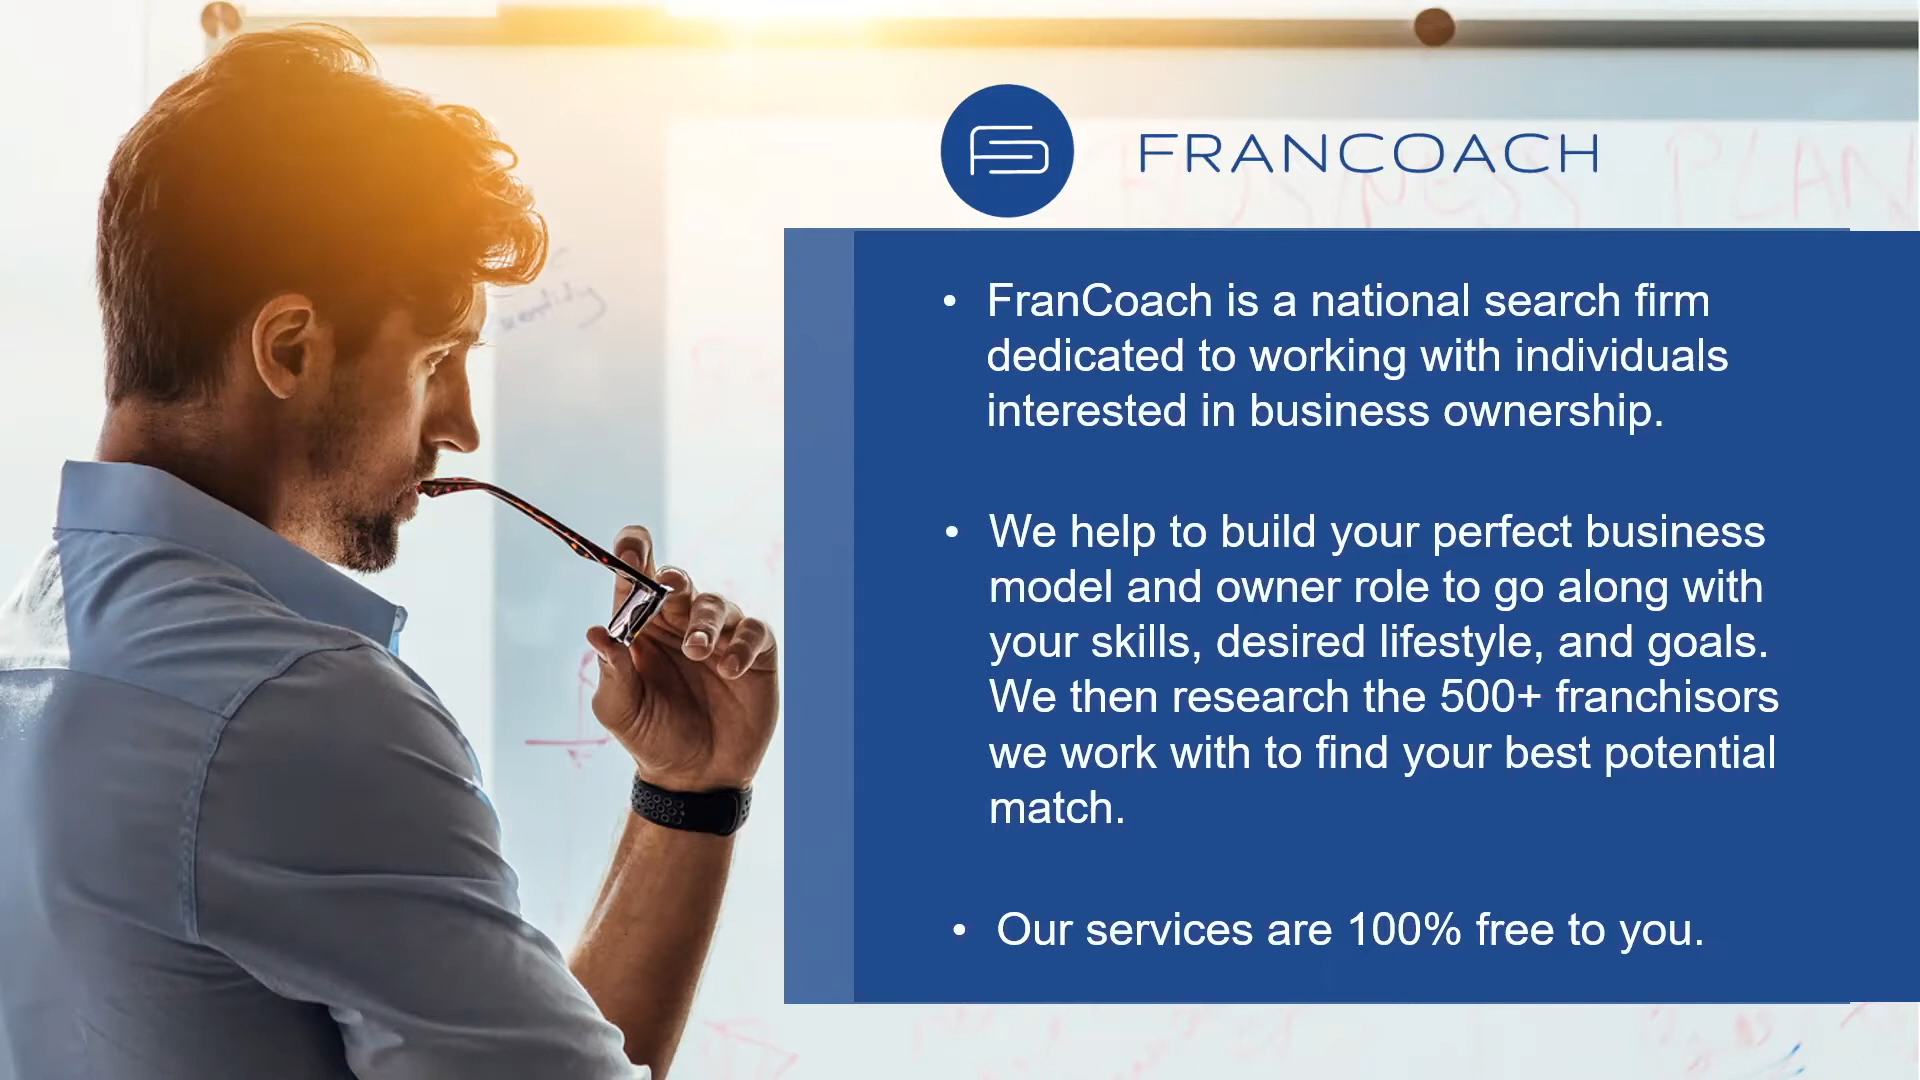 FRANCOACH
BUSINESS PLAN
• FranCoach is a national search firm
dedicated to working with individuals
interested in business ownership.
• We help to build your perfect business
model and owner role to go along with
your skills, desired lifestyle, and goals.
We then research the 500+ franchisors
we work with to find your best potential
match.
• Our services are 100% free to you.